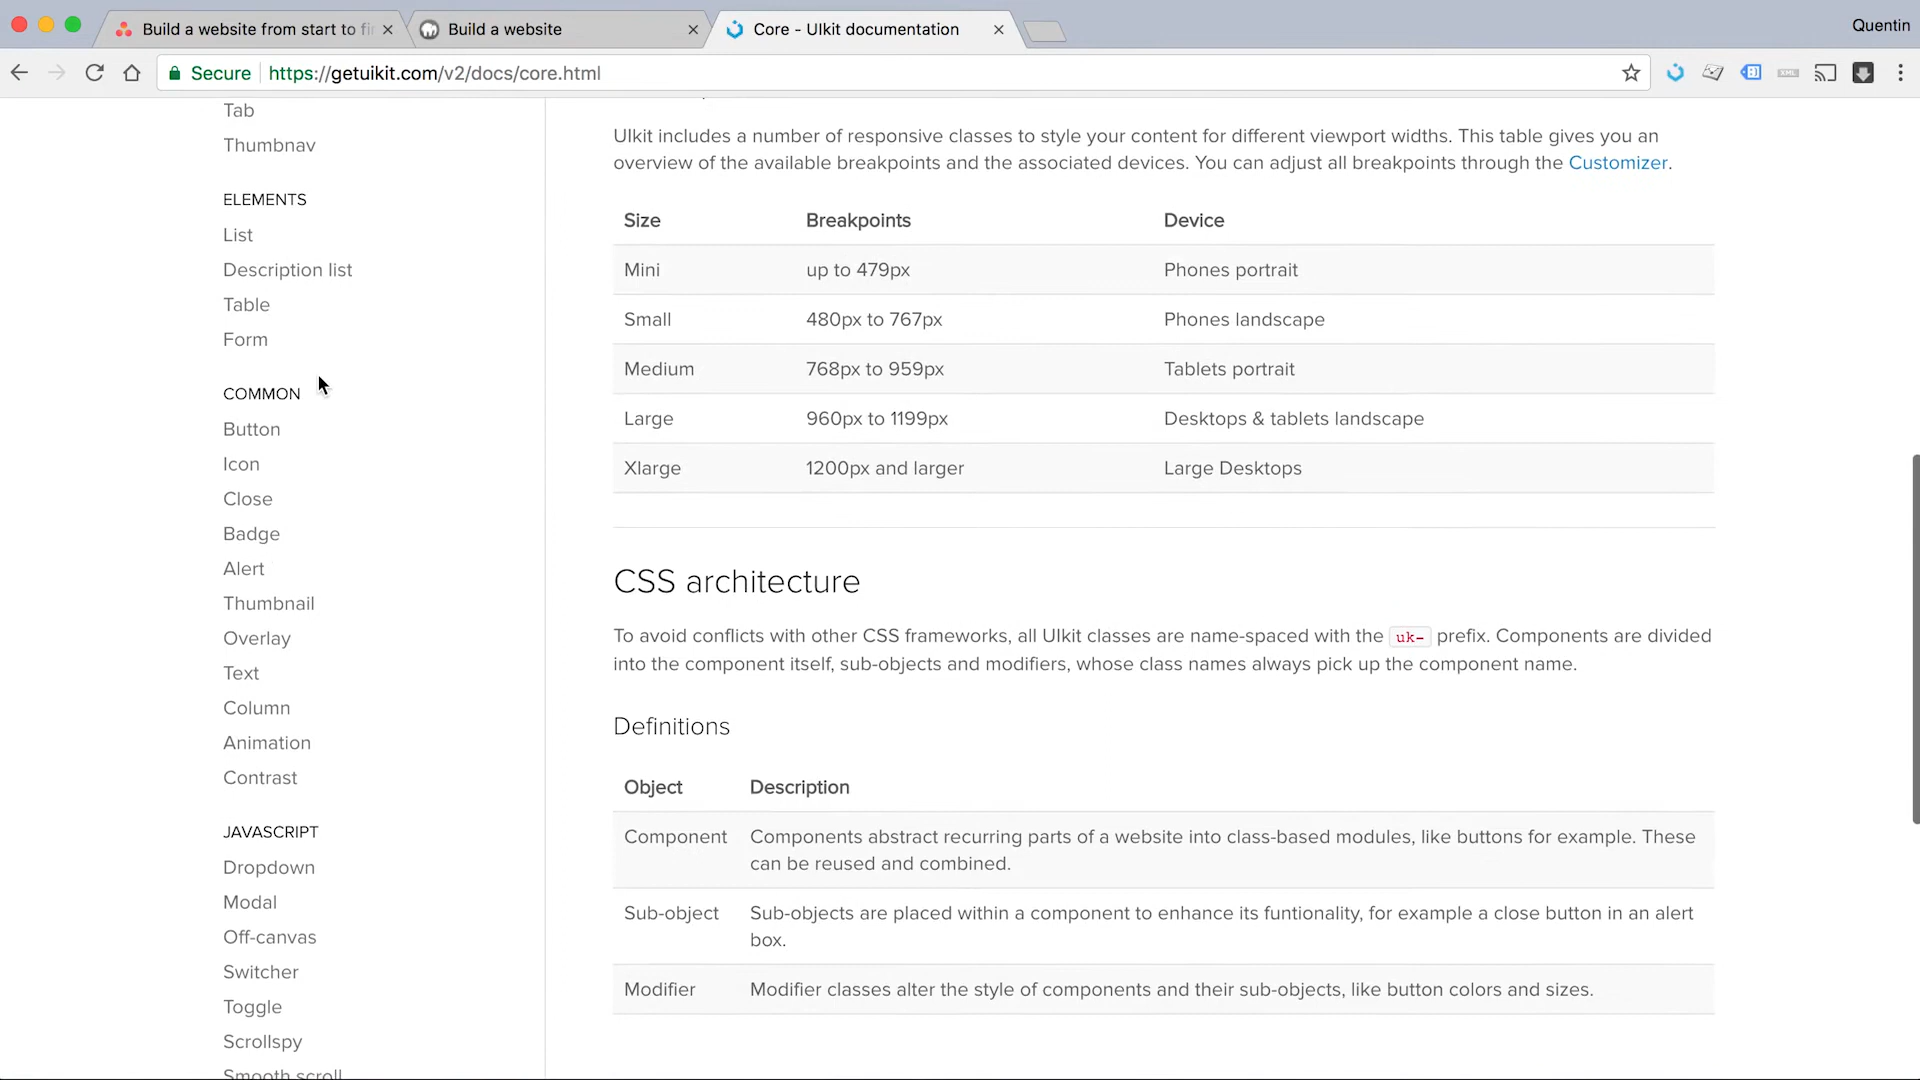 Build a website from start to fi
Build a website
Core - UIkit documentation
Quentin
Secure
https://getuikit.com/v2/docs/core.html
XML
Tab
Thumbnav
ELEMENTS
List
Description list
Table
Form
COMMON
Button
Icon
Close
Badge
Alert
Thumbnail
Overlay
Text
Column
Animation
Contrast
JAVASCRIPT
Dropdown
Modal
Off-canvas
Switcher
Toggle
Scrollspy
Smooth scroll
UIkit includes a number of responsive classes to style your content for different viewport widths. This table gives you an
overview of the available breakpoints and the associated devices. You can adjust all breakpoints through the Customizer.
Size Breakpoints Device
Mini up to 479px Phones portrait
Small 480px to 767px Phones landscape
Medium 768px to 959px Tablets portrait
Large 960px to 1199px Desktops & tablets landscape
Xlarge 1200px and larger Large Desktops
CSS architecture
To avoid conflicts with other CSS frameworks, all UIkit classes are name-spaced with the uk- prefix. Components are divided
into the component itself, sub-objects and modifiers, whose class names always pick up the component name.
Definitions
Object Description
Component Components abstract recurring parts of a website into class-based modules, like buttons for example. These
can be reused and combined.
Sub-object Sub-objects are placed within a component to enhance its funtionality, for example a close button in an alert
box.
Modifier Modifier classes alter the style of components and their sub-objects, like button colors and sizes.